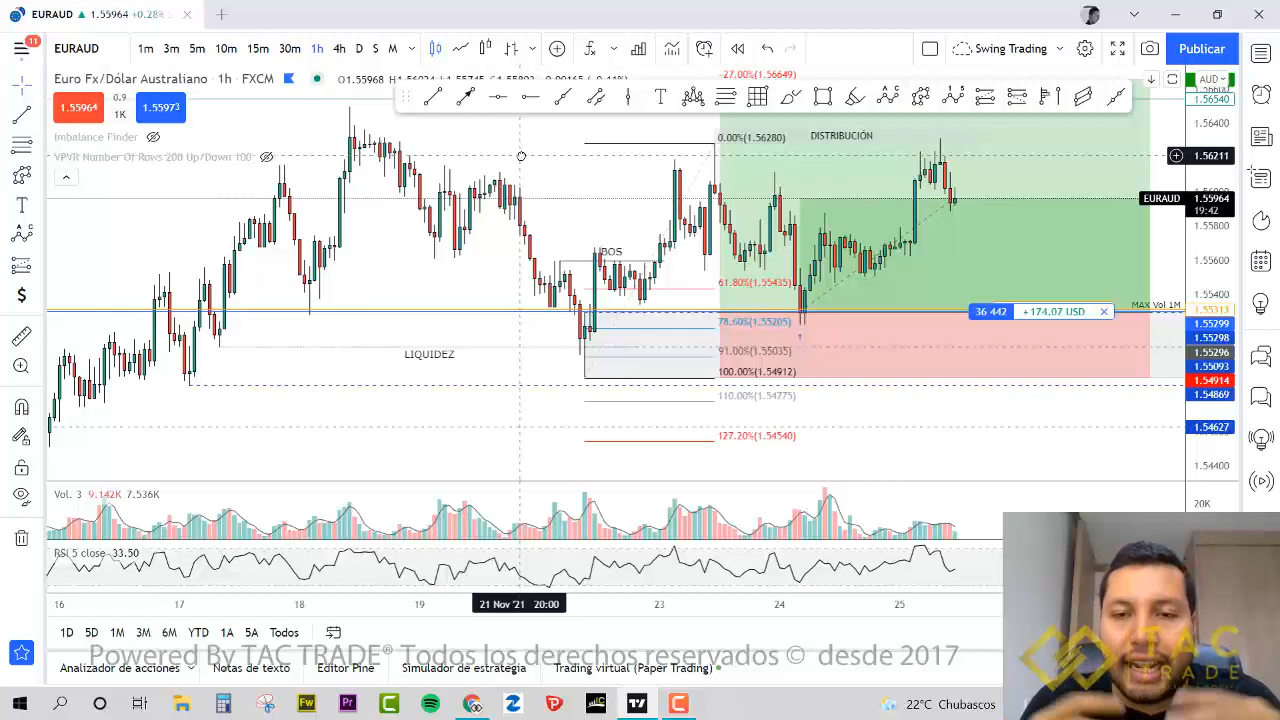 EURAUD ▲ 1.55964 +0.28%
11
EURAUD
1m 3m 5m 10m 15m 30m 1h 4h D S M
Swing Trading
Publicar
Euro Fx/Dólar Australiano · 1h · FXCM
-27.00%(1.56649)
AUD
1.55964
0.9
1K
1.55973
Imbalance Finder
VPVR Number Of Rows 200 Up/Down 100
1.56540
1.56400
0.00%(1.56280)
DISTRIBUCIÓN
1.56211
EURAUD
1.55964
19:42
1.55800
BOS
1.55600
61.80%(1.55435)
1.55400
MAX Vol 1M
1.55313
36 442
+174.07 USD
78.60%(1.55205)
1.55299
1.55298
LIQUIDEZ
91.00%(1.55035)
1.55296
1.55093
100.00%(1.54912)
1.54914
110.00%(1.54775)
1.54869
1.54627
127.20%(1.54540)
1.54400
Vol. 3 9.142K 7.536K
20K
RSI 5 close 33.50
16 17 18 19 21 Nov '21 20:00 23 24 25
1D 5D 1M 3M 6M YTD 1A 5A Todos
Powered By TAC TRADE® Todos los derechos reservados © desde 2017
Analizador de acciones
Notas de texto
Editor Pine
Simulador de estrategia
Trading virtual (Paper Trading)
TAC
TRADE
22°C Chubascos